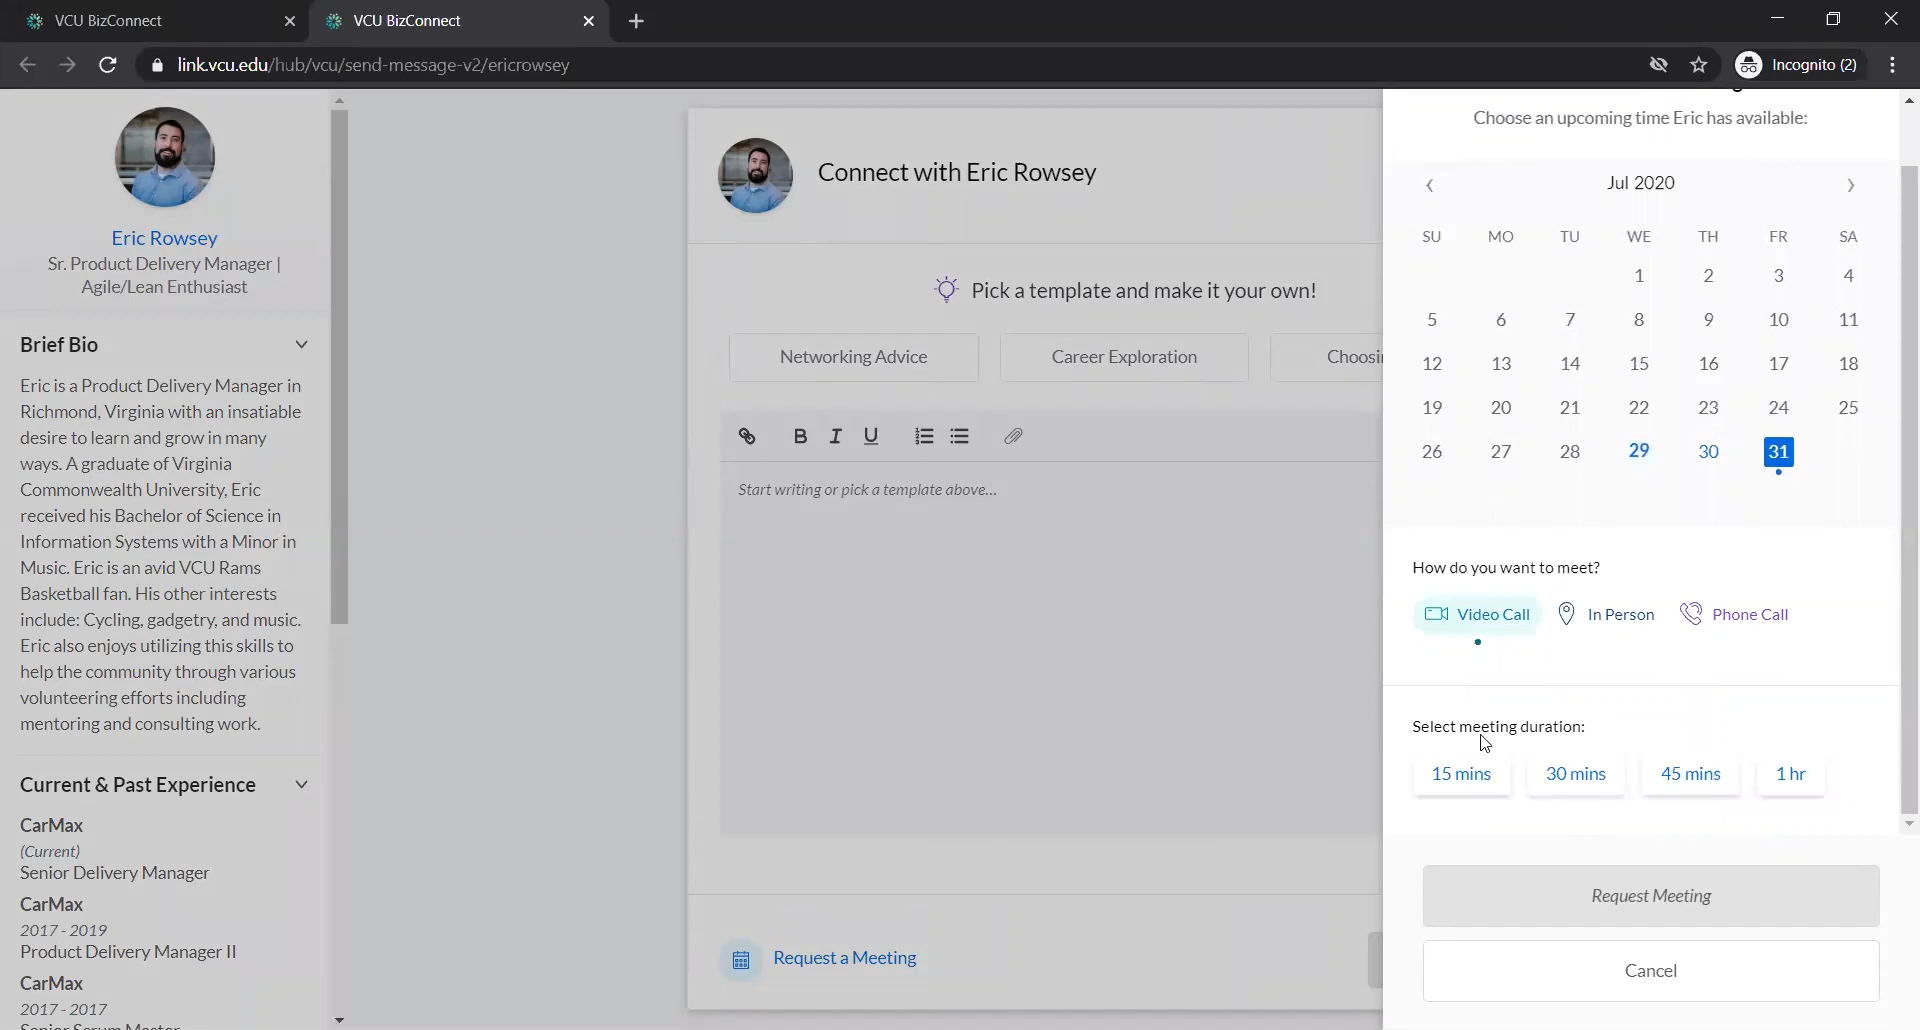 VCU BizConnect
VCU BizConnect
link.vcu.edu/hub/vcu/send-message-v2/ericrowsey
Incognito (2)
Eric Rowsey
Sr. Product Delivery Manager |
Agile/Lean Enthusiast
Brief Bio
Eric is a Product Delivery Manager in
Richmond, Virginia with an insatiable
desire to learn and grow in many
ways. A graduate of Virginia
Commonwealth University, Eric
received his Bachelor of Science in
Information Systems with a Minor in
Music. Eric is an avid VCU Rams
Basketball fan. His other interests
include: Cycling, gadgetry, and music.
Eric also enjoys utilizing this skills to
help the community through various
volunteering efforts including
mentoring and consulting work.
Current & Past Experience
CarMax
(Current)
Senior Delivery Manager
CarMax
2017 - 2019
Product Delivery Manager II
CarMax
2017 - 2017
Senior Scrum Master
Connect with Eric Rowsey
Pick a template and make it your own!
Networking Advice
Career Exploration
Choosi
B I U
Start writing or pick a template above...
Request a Meeting
Choose an upcoming time Eric has available:
Jul 2020
SU MO TU WE TH FR SA
1 2 3 4
5 6 7 8 9 10 11
12 13 14 15 16 17 18
19 20 21 22 23 24 25
26 27 28 29 30 31
How do you want to meet?
Video Call In Person Phone Call
Select meeting duration:
15 mins 30 mins 45 mins 1 hr
Request Meeting
Cancel